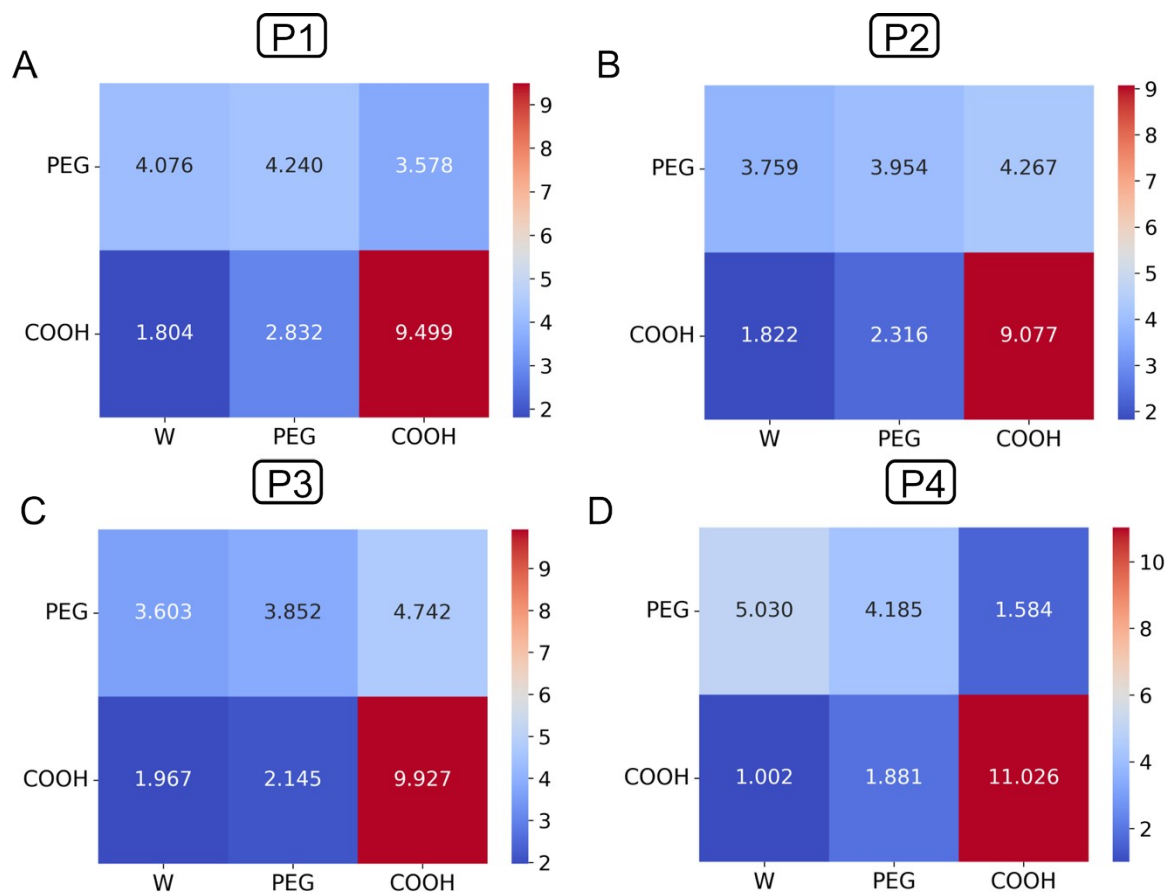 P1
A
PEG 4.076 4.240 3.578
COOH 1.804 2.832 9.499
W PEG COOH
9
8
7
6
5
4
3
2
P2
B
PEG 3.759 3.954 4.267
COOH 1.822 2.316 9.077
W PEG COOH
9
8
7
6
5
4
3
2
P3
C
PEG 3.603 3.852 4.742
COOH 1.967 2.145 9.927
W PEG COOH
9
8
7
6
5
4
3
2
P4
D
PEG 5.030 4.185 1.584
COOH 1.002 1.881 11.026
W PEG COOH
10
8
6
4
2